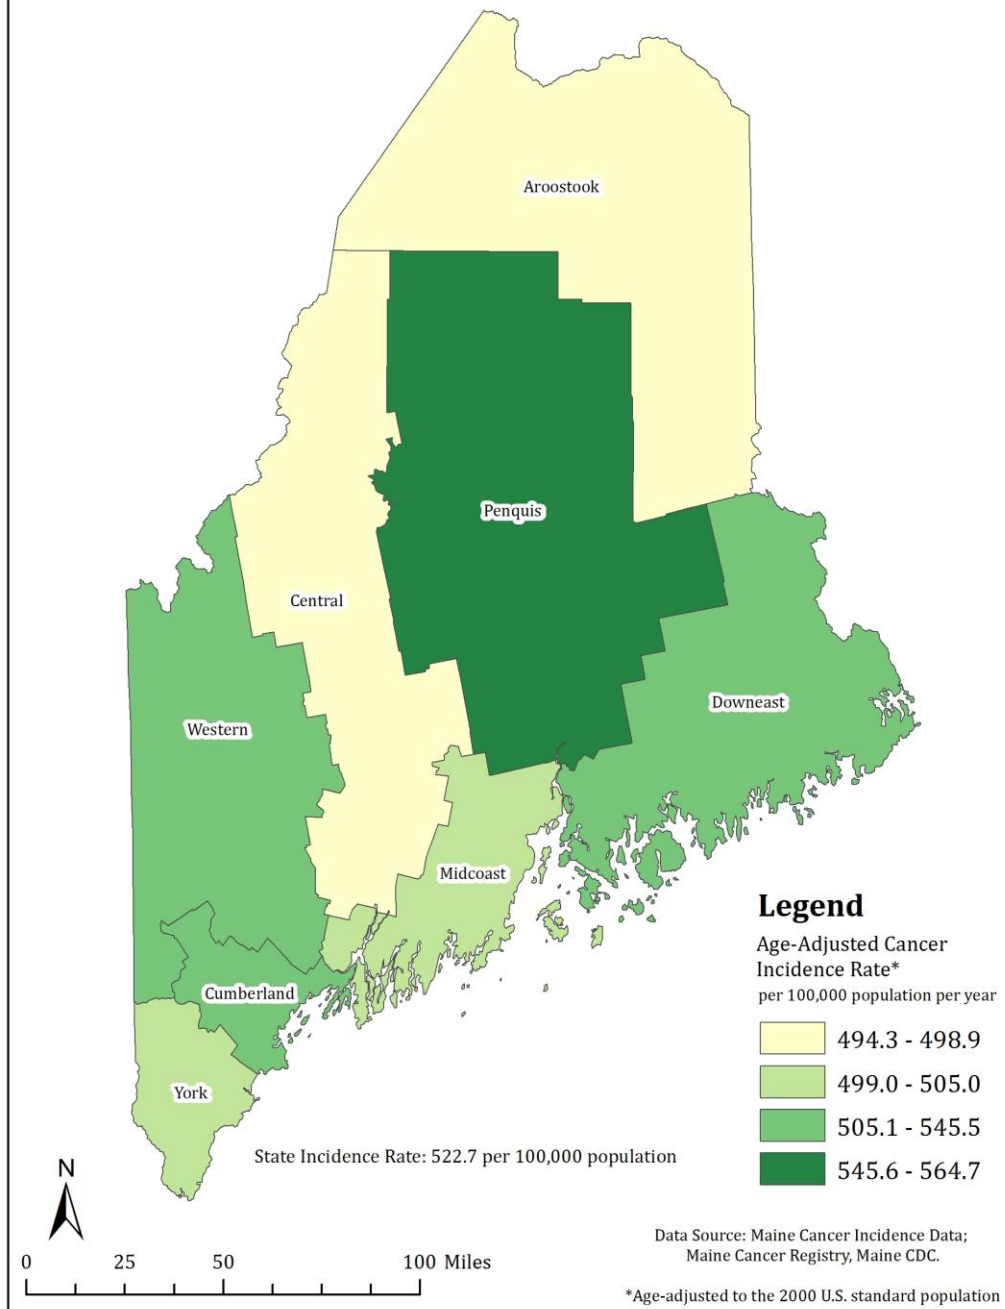 Aroostook
Penquis
Central
Downeast
Western
Midcoast
Cumberland
York
Legend
Age-Adjusted Cancer
Incidence Rate*
per 100,000 population per year
494.3 - 498.9
499.0 - 505.0
505.1 - 545.5
545.6 - 564.7
State Incidence Rate: 522.7 per 100,000 population
N
0 25 50 100 Miles
Data Source: Maine Cancer Incidence Data;
Maine Cancer Registry, Maine CDC.
*Age-adjusted to the 2000 U.S. standard population